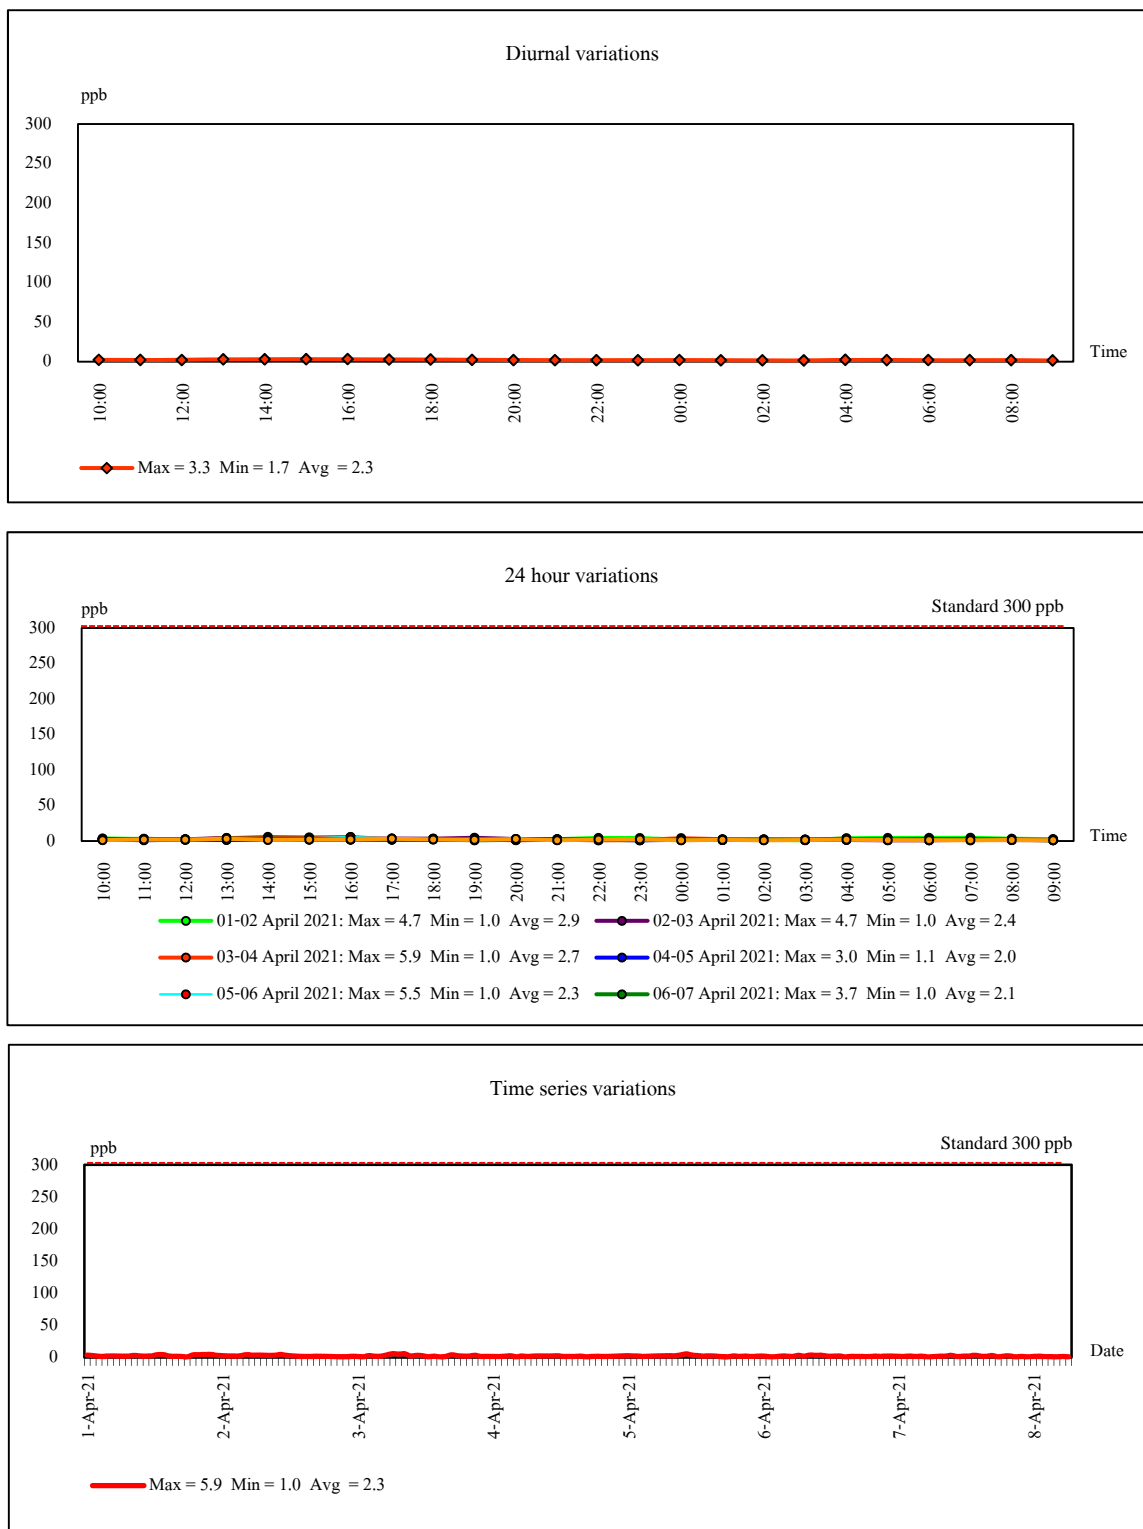 Diurnal variations
ppb
300
250
200
150
100
50
0
Time
10:00 12:00 14:00 16:00 18:00 20:00 22:00 00:00 02:00 04:00 06:00 08:00
Max = 3.3 Min = 1.7 Avg = 2.3
24 hour variations
ppb
Standard 300 ppb
300
250
200
150
100
50
0
Time
10:00 11:00 12:00 13:00 14:00 15:00 16:00 17:00 18:00 19:00 20:00 21:00 22:00 23:00 00:00 01:00 02:00 03:00 04:00 05:00 06:00 07:00 08:00 09:00
01-02 April 2021: Max = 4.7 Min = 1.0 Avg = 2.9
02-03 April 2021: Max = 4.7 Min = 1.0 Avg = 2.4
03-04 April 2021: Max = 5.9 Min = 1.0 Avg = 2.7
04-05 April 2021: Max = 3.0 Min = 1.1 Avg = 2.0
05-06 April 2021: Max = 5.5 Min = 1.0 Avg = 2.3
06-07 April 2021: Max = 3.7 Min = 1.0 Avg = 2.1
Time series variations
ppb
Standard 300 ppb
300
250
200
150
100
50
0
Date
1-Apr-21 2-Apr-21 3-Apr-21 4-Apr-21 5-Apr-21 6-Apr-21 7-Apr-21 8-Apr-21
Max = 5.9 Min = 1.0 Avg = 2.3